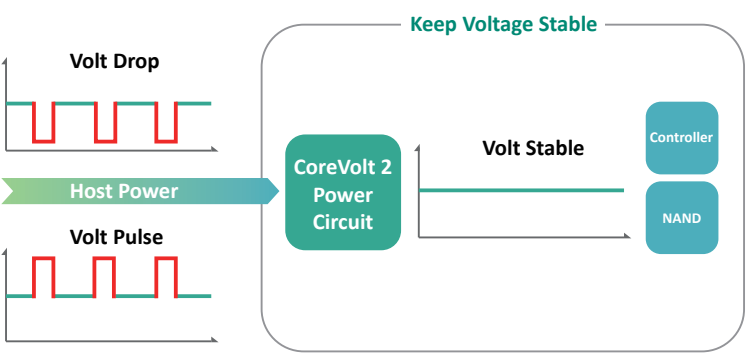 Keep Voltage Stable
Volt Drop
Host Power
Volt Pulse
CoreVolt 2
Power
Circuit
Volt Stable
Controller
NAND